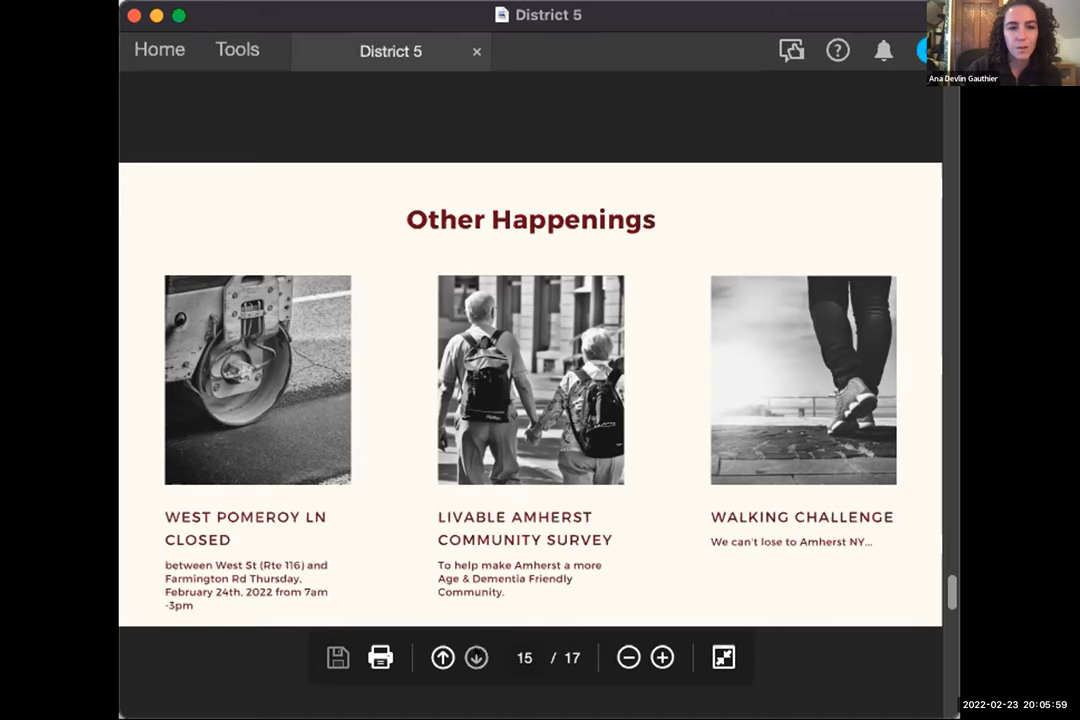 District 5
Home Tools District 5 ×
Ana Devlin Gauthier
Other Happenings
WEST POMEROY LN
CLOSED
between West St (Rte 116) and
Farmington Rd Thursday,
February 24th, 2022 from 7am
-3pm
LIVABLE AMHERST
COMMUNITY SURVEY
To help make Amherst a more
Age & Dementia Friendly
Community.
WALKING CHALLENGE
We can't lose to Amherst NY...
15 / 17
2022-02-23 20:05:59